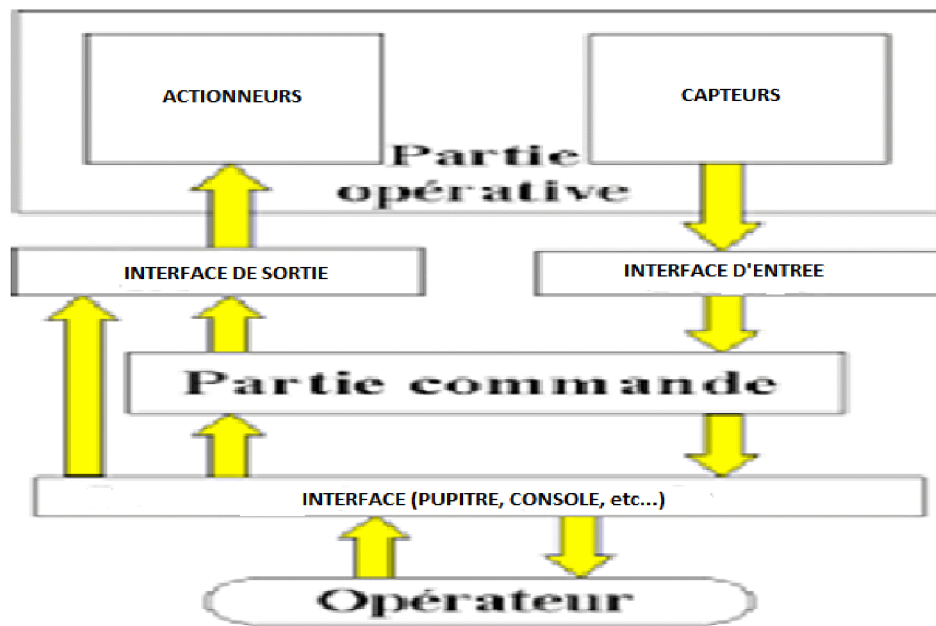 ACTIONNEURS
CAPTEURS
Partie
opérative
INTERFACE DE SORTIE
INTERFACE D'ENTREE
Partie commande
INTERFACE (PUPITRE, CONSOLE, etc...)
Opérateur